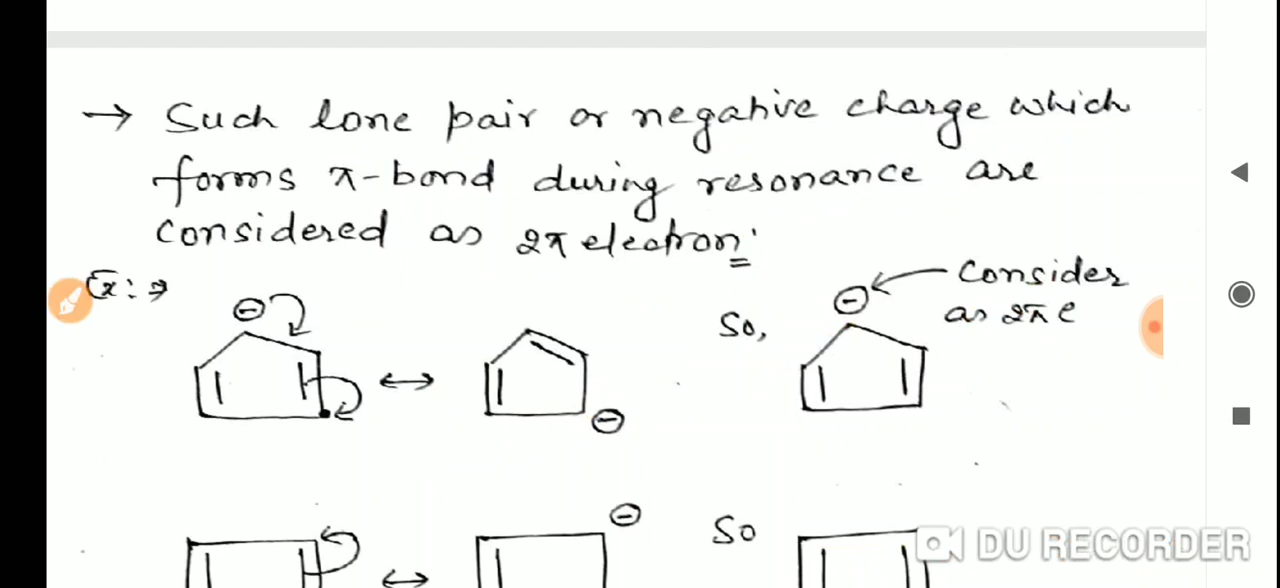 → Such lone pair or negative charge which
forms π-bond during resonance are
considered as 2π electron.
Ex:⇒
⊖
↔
⊖
So,
⊖ ← Consider
as 2π e
↔
⊖
So
DU RECORDER